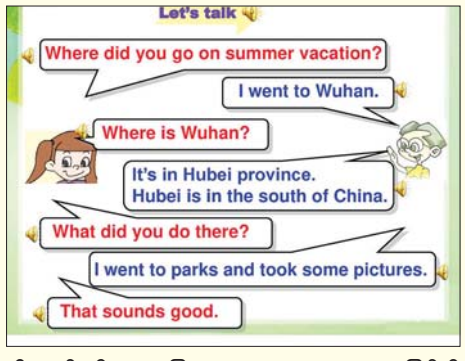 Let's talk
Where did you go on summer vacation?
I went to Wuhan.
Where is Wuhan?
It's in Hubei province.
Hubei is in the south of China.
What did you do there?
I went to parks and took some pictures.
That sounds good.